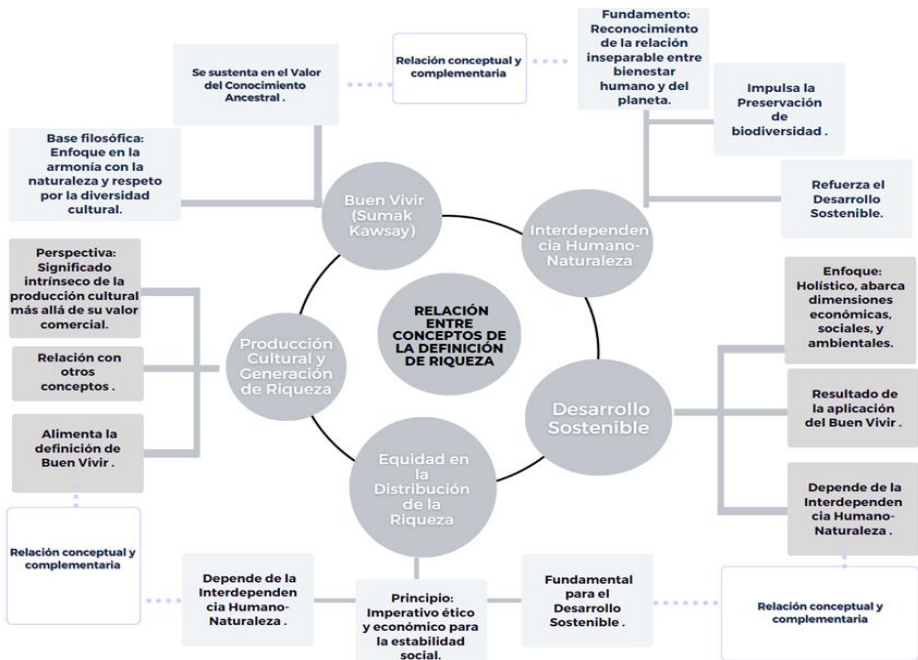 Se sustenta en el Valor
del Conocimiento
Ancestral .
Relación conceptual y
complementaria
Fundamento:
Reconocimiento
de la relación
inseparable entre
bienestar
humano y del
planeta.
Impulsa la
Preservación
de
biodiversidad .
Refuerza el
Desarrollo
Sostenible.
Base filosófica:
Enfoque en la
armonía con la
naturaleza y respeto
por la diversidad
cultural.
Buen Vivir
(Sumak
Kawsay)
Interdependen
cia Humano-
Naturaleza
Perspectiva:
Significado
intrínseco de la
producción cultural
más allá de su valor
comercial.
Relación con
otros
conceptos .
Alimenta la
definición de
Buen Vivir .
Producción
Cultural y
Generación
de Riqueza
RELACIÓN
ENTRE
CONCEPTOS DE
LA DEFINICIÓN
DE RIQUEZA
Enfoque:
Holístico, abarca
dimensiones
económicas,
sociales, y
ambientales.
Resultado de
la aplicación
del Buen Vivir .
Depende de la
Interdependen
cia Humano-
Naturaleza .
Desarrollo
Sostenible
Equidad en
la
Distribución
de la
Riqueza
Relación conceptual y
complementaria
Depende de la
Interdependen
cia Humano-
Naturaleza .
Principio:
Imperativo ético
y económico para
la estabilidad
social.
Fundamental
para el
Desarrollo
Sostenible .
Relación conceptual y
complementaria